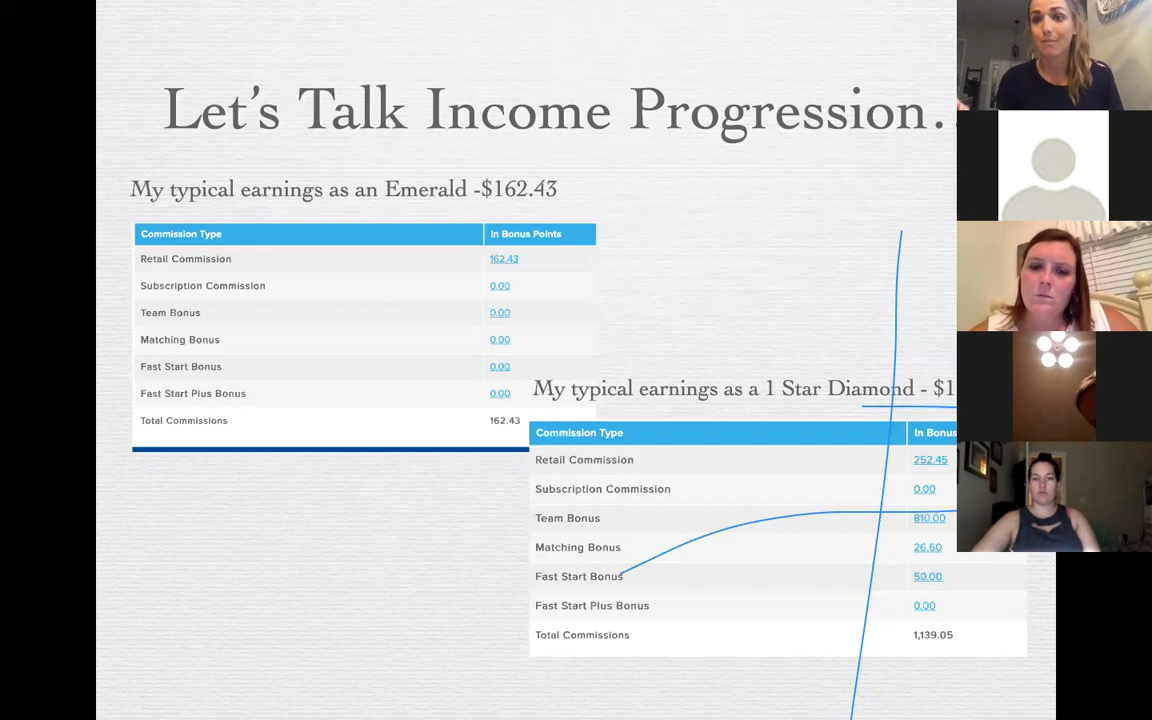 Let's Talk Income Progression.
My typical earnings as an Emerald -$162.43
Commission Type In Bonus Points
Retail Commission 162.43
Subscription Commission 0.00
Team Bonus 0.00
Matching Bonus 0.00
Fast Start Bonus 0.00
Fast Start Plus Bonus 0.00
Total Commissions 162.43
My typical earnings as a 1 Star Diamond - $1
Commission Type In Bonus
Retail Commission 252.45
Subscription Commission 0.00
Team Bonus 810.00
Matching Bonus 26.60
Fast Start Bonus 50.00
Fast Start Plus Bonus 0.00
Total Commissions 1,139.05